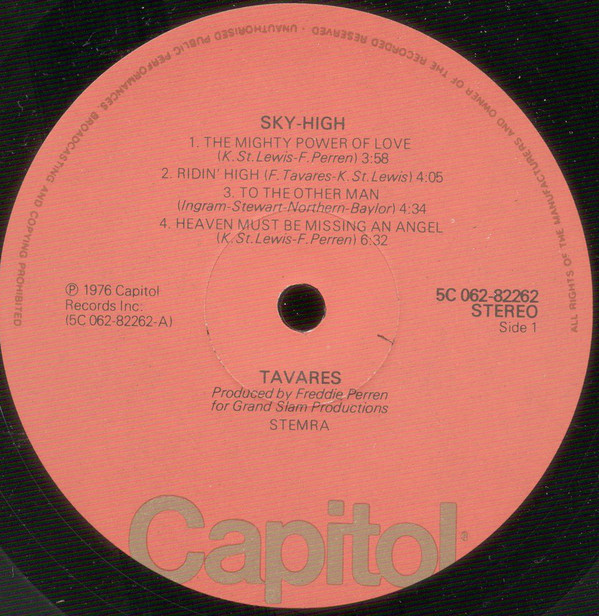 ALL RIGHTS OF THE MANUFACTURERS AND OWNER OF THE RECORDED RESERVED · UNAUTHORISED PUBLIC PERFORMANCES, BROADCASTING AND COPYING PROHIBITED
SKY-HIGH
1. THE MIGHTY POWER OF LOVE
(K. St. Lewis-F. Perren) 3:58
2. RIDIN' HIGH (F. Tavares-K. St. Lewis) 4:05
3. TO THE OTHER MAN
(Ingram-Stewart-Northern-Baylor) 4:34
4. HEAVEN MUST BE MISSING AN ANGEL
(K. St. Lewis-F. Perren) 6:32
℗ 1976 Capitol
Records Inc.
(5C 062-82262-A)
5C 062-82262
STEREO
Side 1
TAVARES
Produced by Freddie Perren
for Grand Slam Productions
STEMRA
Capitol